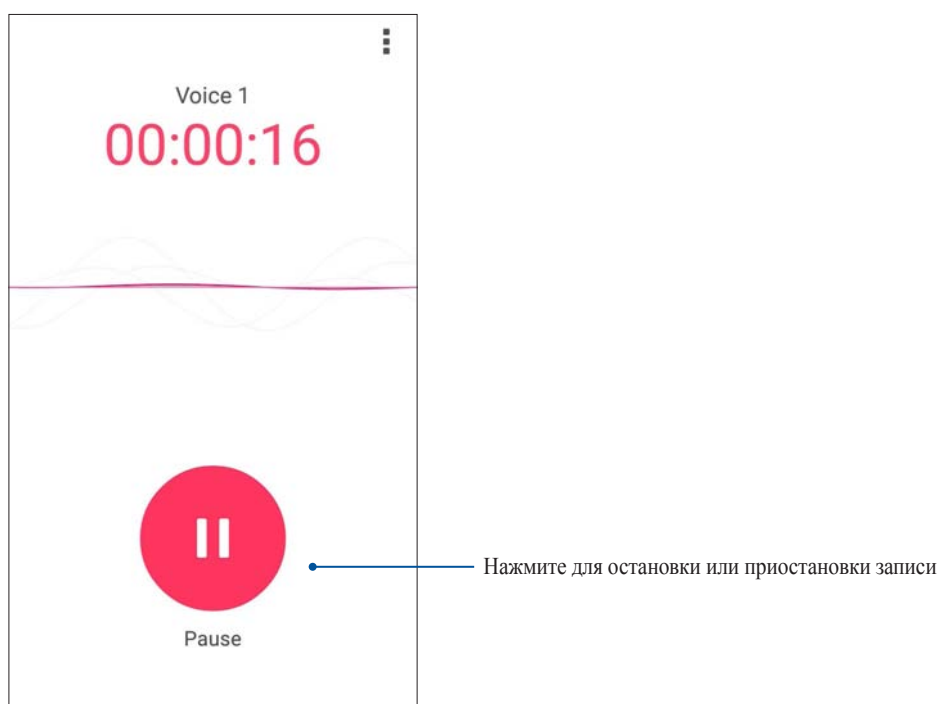 Voice 1
00:00:16
Нажмите для остановки или приостановки записи
Pause